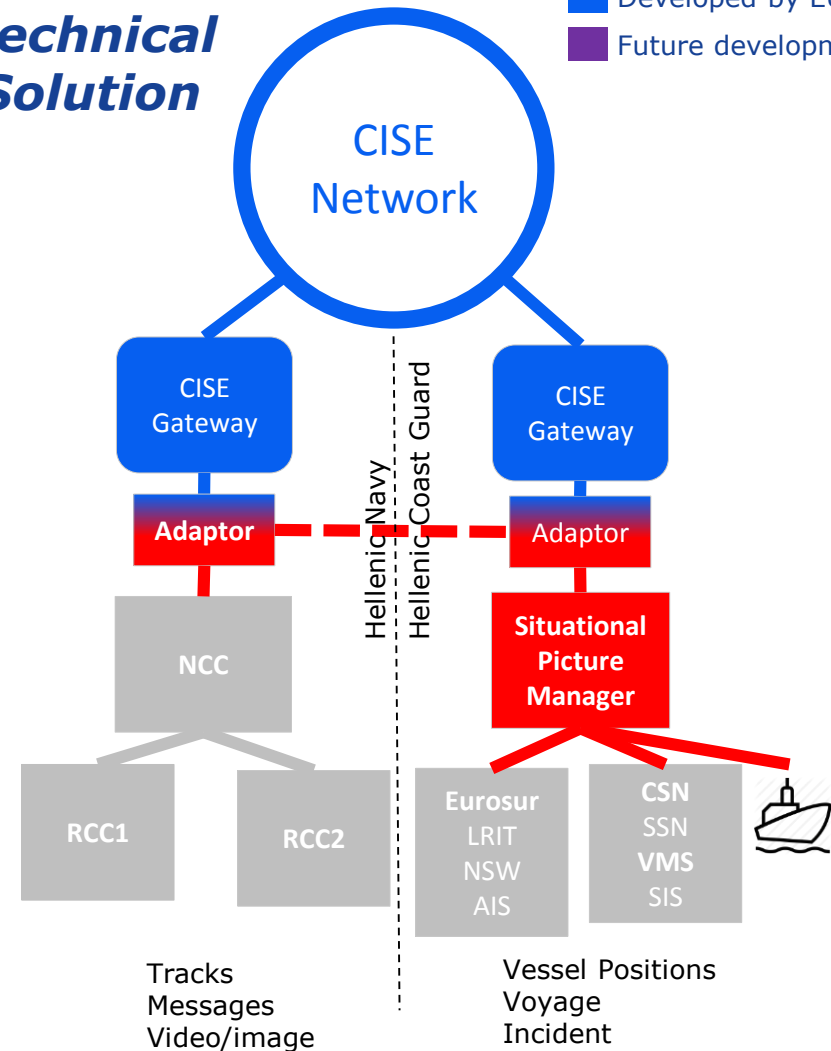 echnical
Solution
Developed by
Future
CISE
Network
CISE
Gateway
CISE
Gateway
Hellenic Navy
Hellenic Coast Guard
Adaptor
Adaptor
NCC
Situational
Picture
Manager
RCC1
RCC2
Eurosur
LRIT
NSW
AIS
CSN
SSN
VMS
SIS
Tracks
Messages
Video/image
Vessel Positions
Voyage
Incident